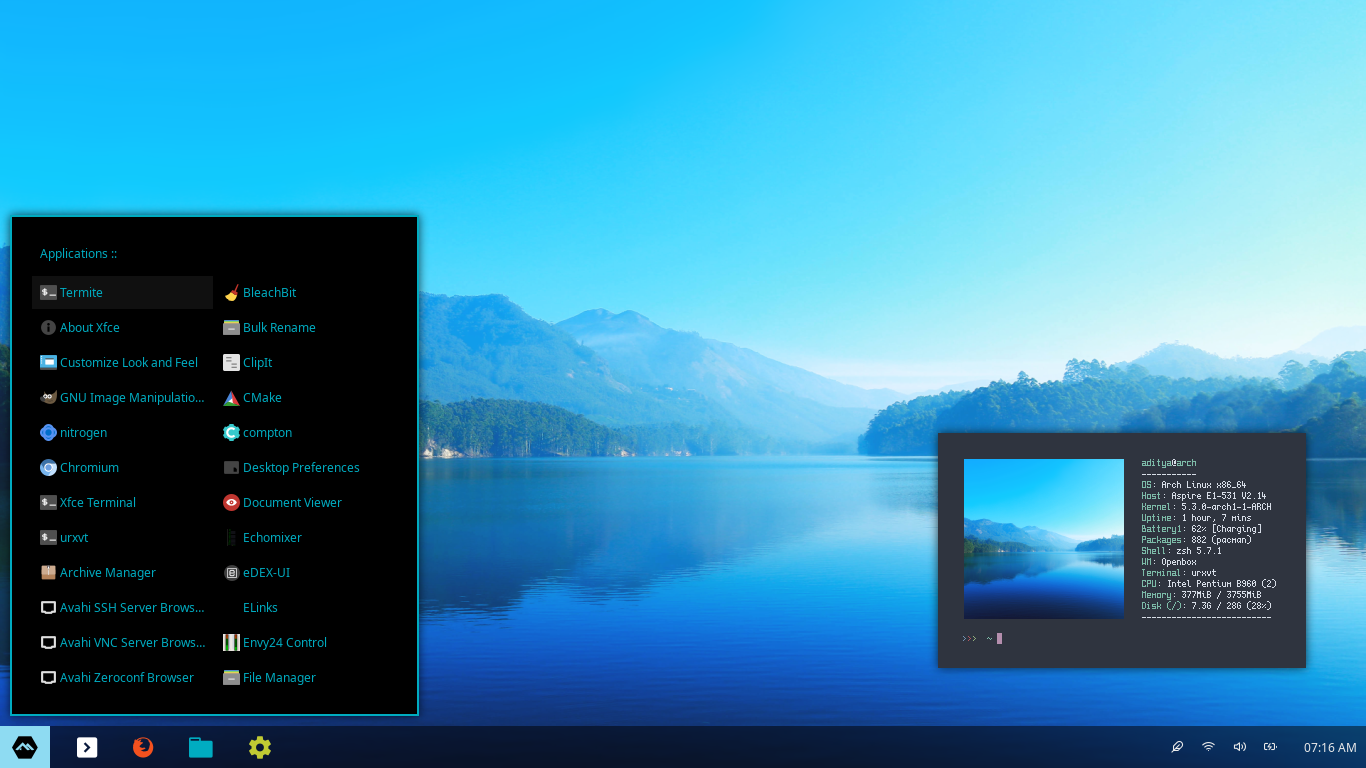 Applications ::
Termite
BleachBit
About Xfce
Bulk Rename
Customize Look and Feel
ClipIt
GNU Image Manipulatio...
CMake
nitrogen
compton
Chromium
Desktop Preferences
Xfce Terminal
Document Viewer
urxvt
Echomixer
Archive Manager
eDEX-UI
Avahi SSH Server Brows...
ELinks
Avahi VNC Server Brows...
Envy24 Control
Avahi Zeroconf Browser
File Manager
aditya@arch
-----------
OS: Arch Linux x86_64
Host: Aspire E1-531 V2.14
Kernel: 5.3.0-arch1-1-ARCH
Uptime: 1 hour, 7 mins
Battery1: 62% [Charging]
Packages: 882 (pacman)
Shell: zsh 5.7.1
WM: Openbox
Terminal: urxvt
CPU: Intel Pentium B960 (2)
Memory: 377MiB / 3755MiB
Disk (/): 7.3G / 28G (28%)
--------------------------
>>> ~
07:16 AM